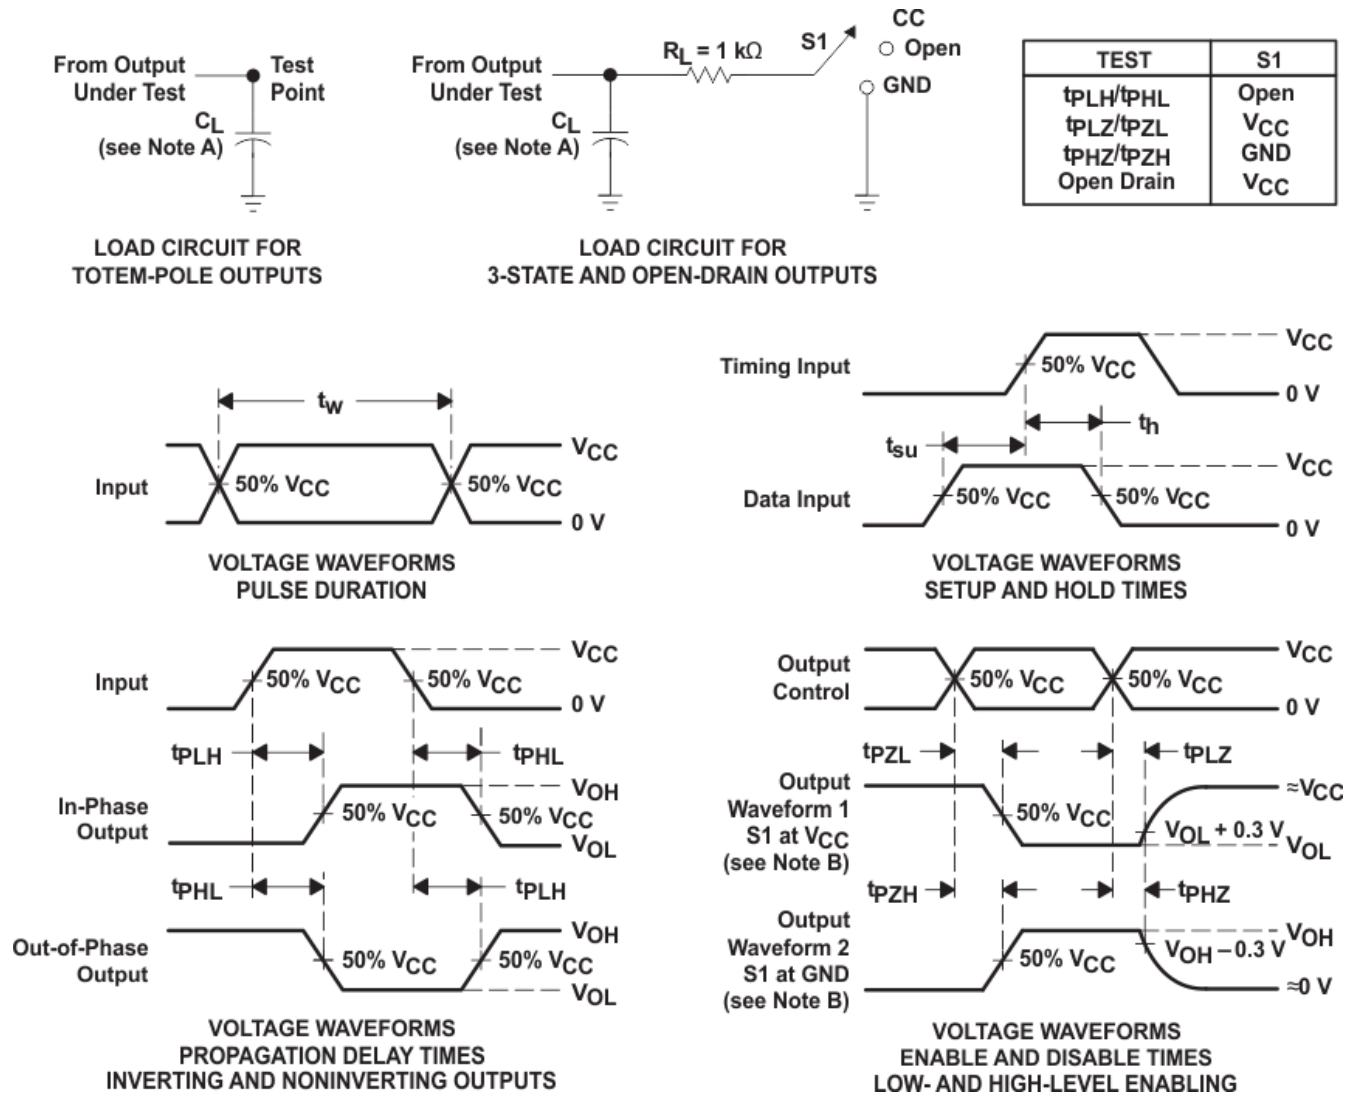 From Output
Under Test
Test
Point
CL
(see Note A)
LOAD CIRCUIT FOR
TOTEM-POLE OUTPUTS
From Output
Under Test
CL
(see Note A)
RL = 1 kΩ
S1
CC
Open
GND
LOAD CIRCUIT FOR
3-STATE AND OPEN-DRAIN OUTPUTS
TEST S1
tPLH/tPHL Open
tPLZ/tPZL VCC
tPHZ/tPZH GND
Open Drain VCC
tw
Input
50% VCC
50% VCC
VCC
0 V
VOLTAGE WAVEFORMS
PULSE DURATION
Timing Input
50% VCC
VCC
0 V
tsu
th
Data Input
50% VCC
50% VCC
VCC
0 V
VOLTAGE WAVEFORMS
SETUP AND HOLD TIMES
Input
50% VCC
50% VCC
VCC
0 V
tPLH
tPHL
In-Phase
Output
50% VCC
50% VCC
VOH
VOL
tPHL
tPLH
Out-of-Phase
Output
50% VCC
50% VCC
VOH
VOL
VOLTAGE WAVEFORMS
PROPAGATION DELAY TIMES
INVERTING AND NONINVERTING OUTPUTS
Output
Control
50% VCC
50% VCC
VCC
0 V
tPZL
tPLZ
Output
Waveform 1
S1 at VCC
(see Note B)
50% VCC
≈VCC
VOL + 0.3 V
VOL
tPZH
tPHZ
Output
Waveform 2
S1 at GND
(see Note B)
50% VCC
VOH
VOH − 0.3 V
≈0 V
VOLTAGE WAVEFORMS
ENABLE AND DISABLE TIMES
LOW- AND HIGH-LEVEL ENABLING